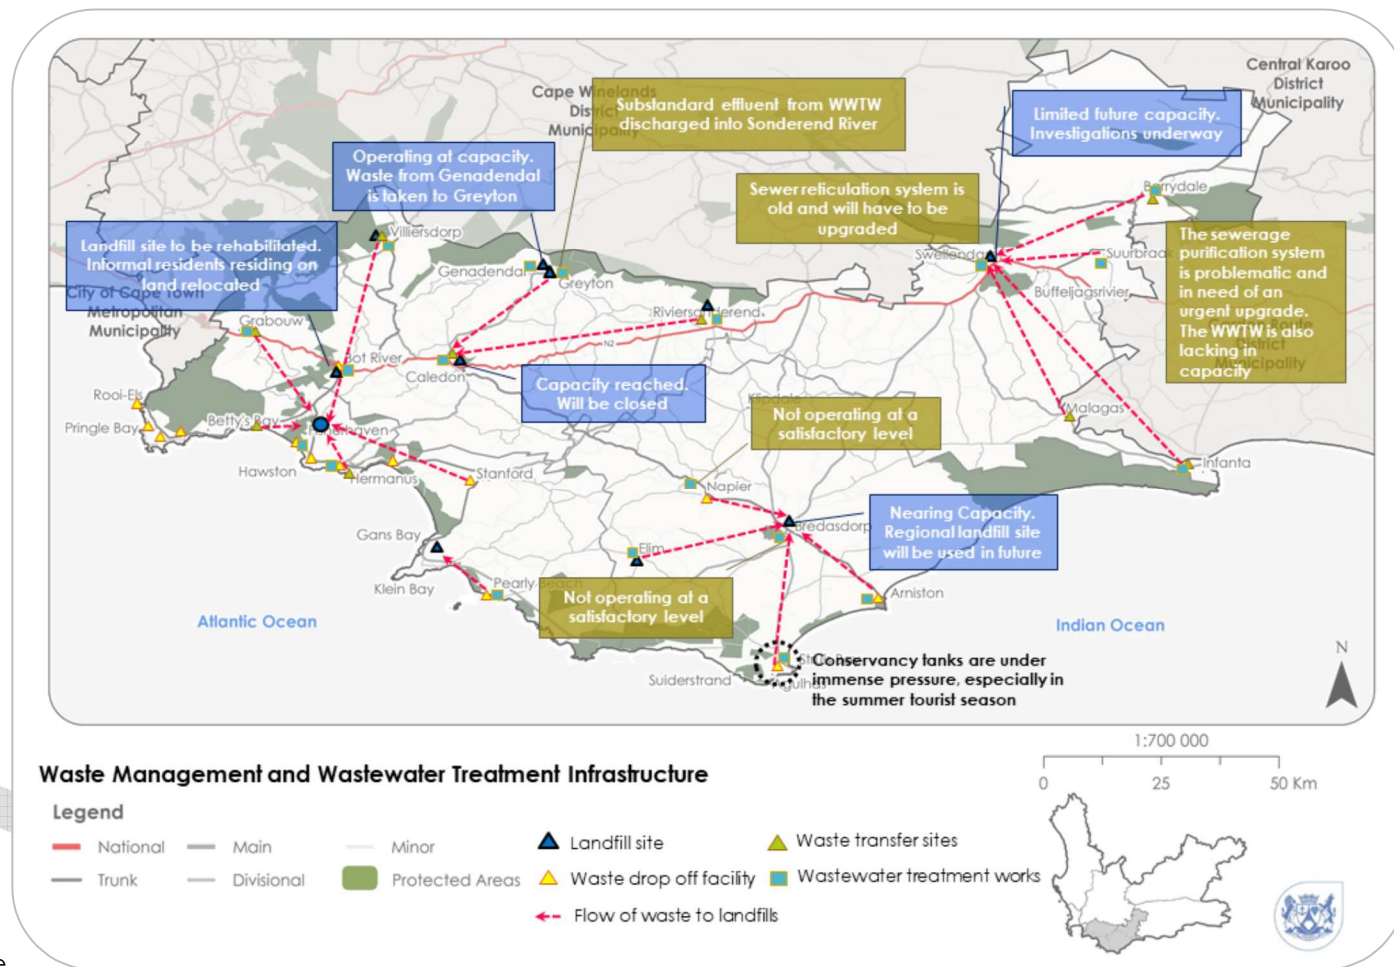 Cape Winelands
District
Municipality
Central Karoo
District
Municipality
Substandard effluent from WWTW
discharged into Sonderend River
Limited future capacity.
Investigations underway
Operating at capacity.
Waste from Genadendal
is taken to Greyton
Sewer reticulation system is
old and will have to be
upgraded
Barrydale
Landfill site to be rehabilitated.
Informal residents residing on
land relocated
Villiersdorp
The sewerage
purification system
is problematic and
in need of an
urgent upgrade.
The WWTW is also
lacking in
capacity
Swellendam
Suurbraak
Genadendal
Greyton
Buffeljagsrivier
City of Cape Town
Metropolitan
Municipality
District
Municipality
Grabouw
Riviersonderend
N2
Bot River
Caledon
Capacity reached.
Will be closed
Klipdale
Rooi-Els
Pringle Bay
Betty's Bay
Fisherhaven
Not operating at a
satisfactory level
Malagas
Hawston
Hermanus
Stanford
Infanta
Napier
Nearing Capacity.
Regional landfill site
will be used in future
Bredasdorp
Gans Bay
Elim
Klein Bay
Pearly Beach
Not operating at a
satisfactory level
Arniston
Atlantic Ocean
Indian Ocean
Struis Bay
Conservancy tanks are under
immense pressure, especially in
the summer tourist season
Suiderstrand
Agulhas
N
1:700 000
0 25 50 Km
Waste Management and Wastewater Treatment Infrastructure
Legend
National Main Minor
Trunk Divisional Protected Areas
Landfill site Waste transfer sites
Waste drop off facility Wastewater treatment works
Flow of waste to landfills